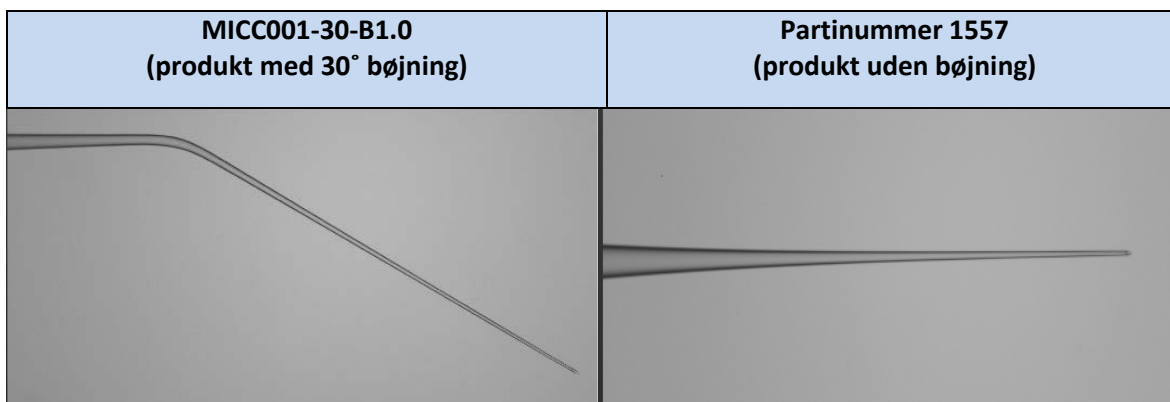 MICC001-30-B1.0
(produkt med 30˚ bøjning)
Partinummer 1557
(produkt uden bøjning)